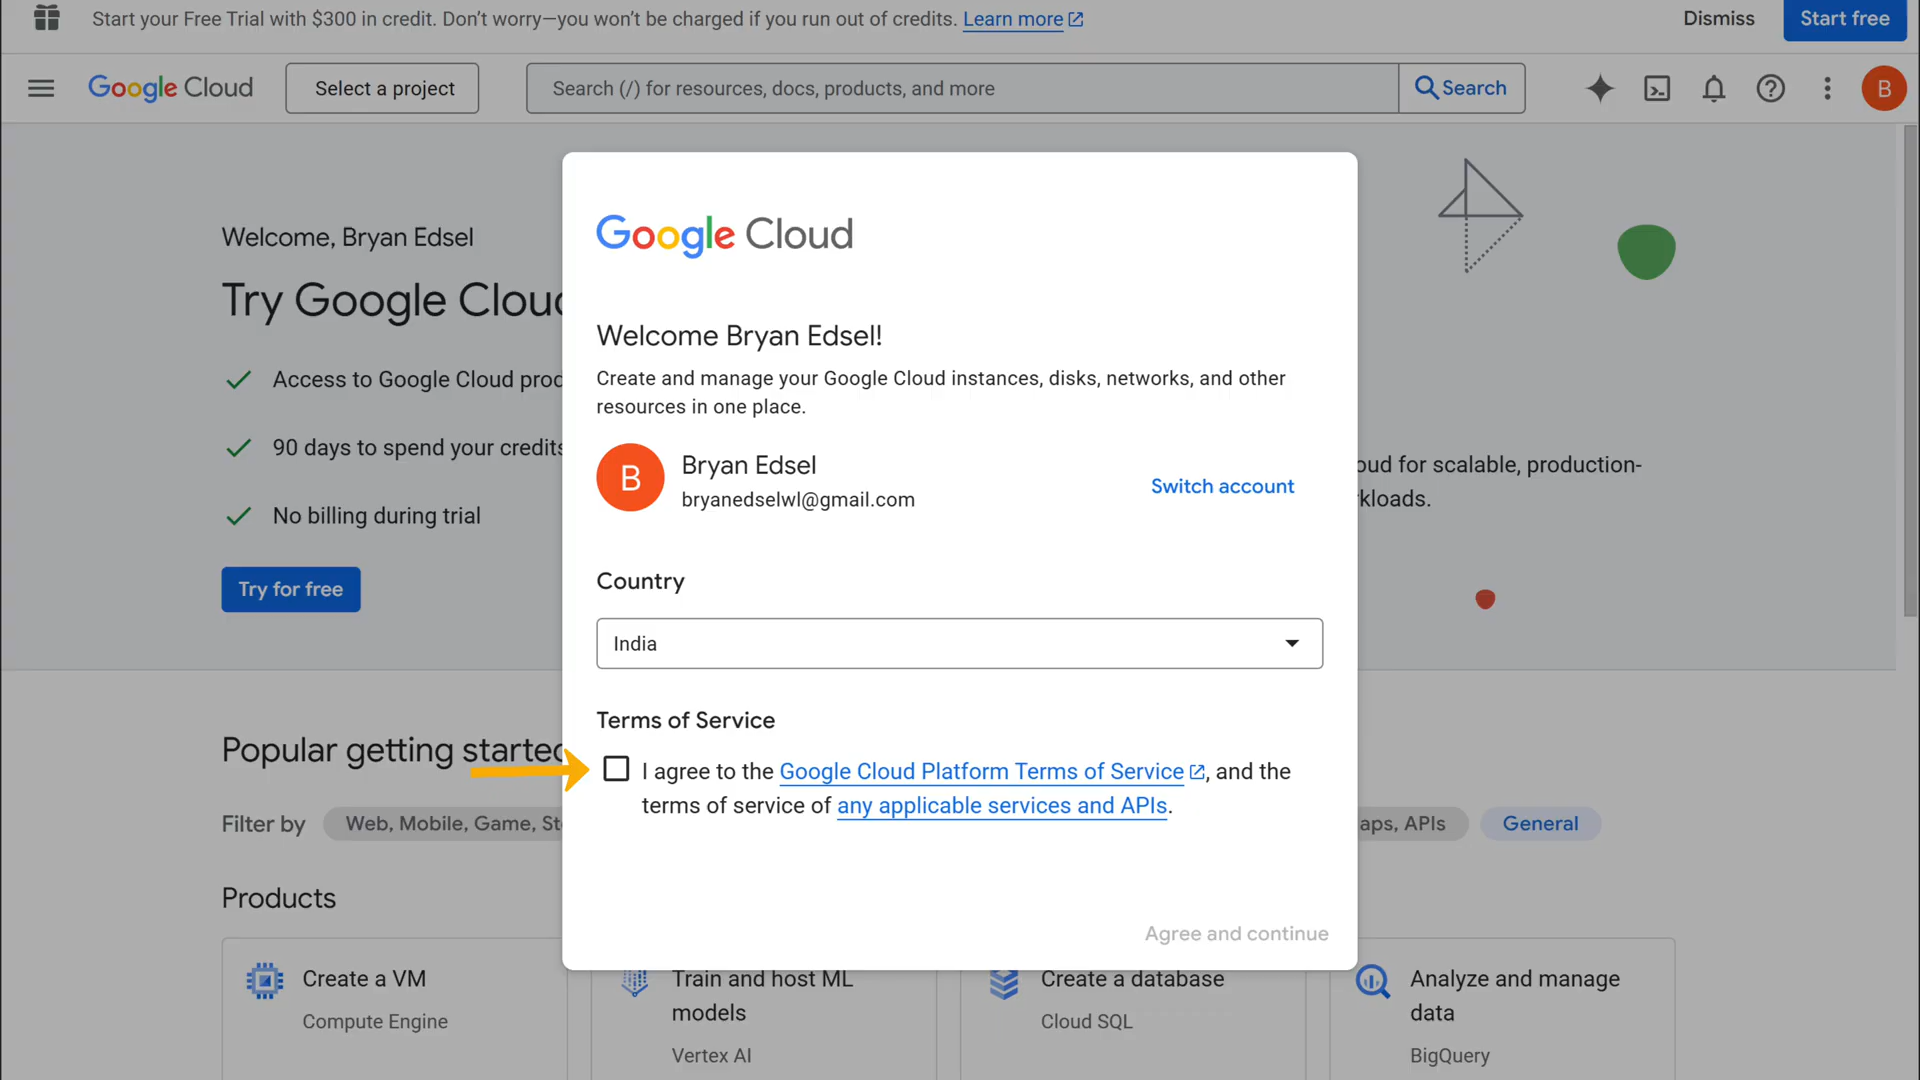 Start your Free Trial with $300 in credit. Don’t worry—you won’t be charged if you run out of credits. Learn more
Dismiss
Start free
Google Cloud
Select a project
Search (/) for resources, docs, products, and more
Search
B
Welcome, Bryan Edsel
Try Google Cloud
Access to Google Cloud
90 days to spend your credits
No billing during trial
Try for free
for scalable, production-
Google Cloud
Welcome Bryan Edsel!
Create and manage your Google Cloud instances, disks, networks, and other
resources in one place.
B
Bryan Edsel
bryanedselwl@gmail.com
Switch account
Country
India
Terms of Service
I agree to the Google Cloud Platform Terms of Service, and the
terms of service of any applicable services and APIs.
Agree and continue
Popular getting started
Filter by
Web, Mobile, Game,
APIs
General
Products
Create a VM
Compute Engine
Train and host ML
models
Vertex AI
Create a database
Cloud SQL
Analyze and manage
data
BigQuery